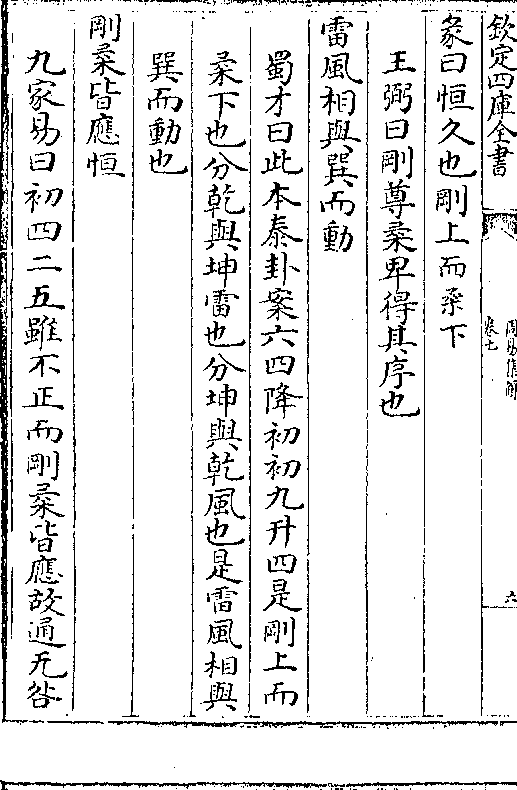 欽定四庫全書
周易集解
卷七
六
彖曰恒久也剛上而柔下
王弼曰剛尊柔卑得其序也
雷風相與巽而動
蜀才曰此本泰卦案六四降初初九升四是剛上而
柔下也分乾與坤雷也分坤與乾風也是雷風相與
巽而動也
剛柔皆應恒
九家易曰初四二五雖不正而剛柔皆應故通无咎